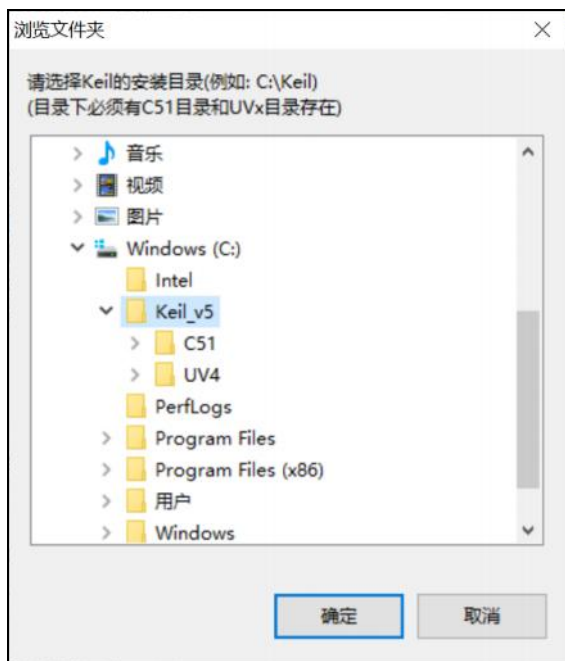 浏览文件夹
请选择Keil的安装目录(例如: C:\Keil)
(目录下必须有C51目录和UVx目录存在)
音乐
视频
图片
Windows (C:)
Intel
Keil_v5
C51
UV4
PerfLogs
Program Files
Program Files (x86)
用户
Windows
确定
取消